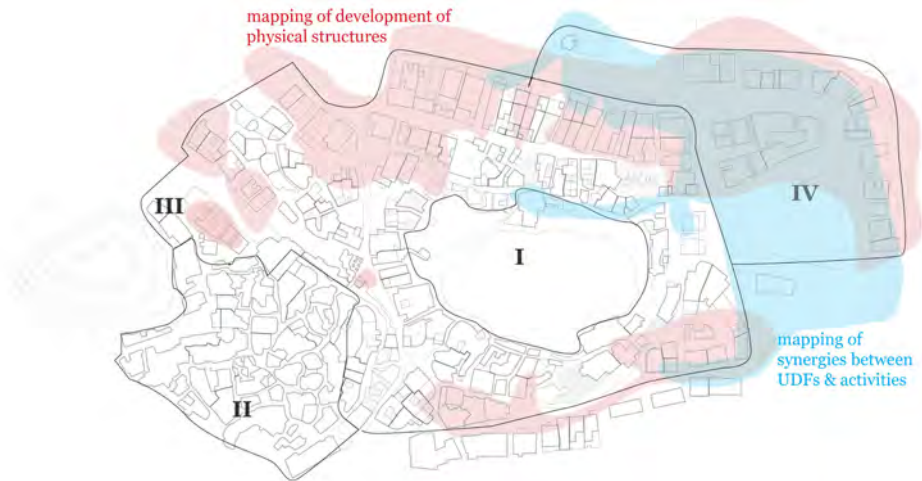 mapping of development of
physical structures
IV
III
I
mapping of
synergies between
UDFs & activities
II